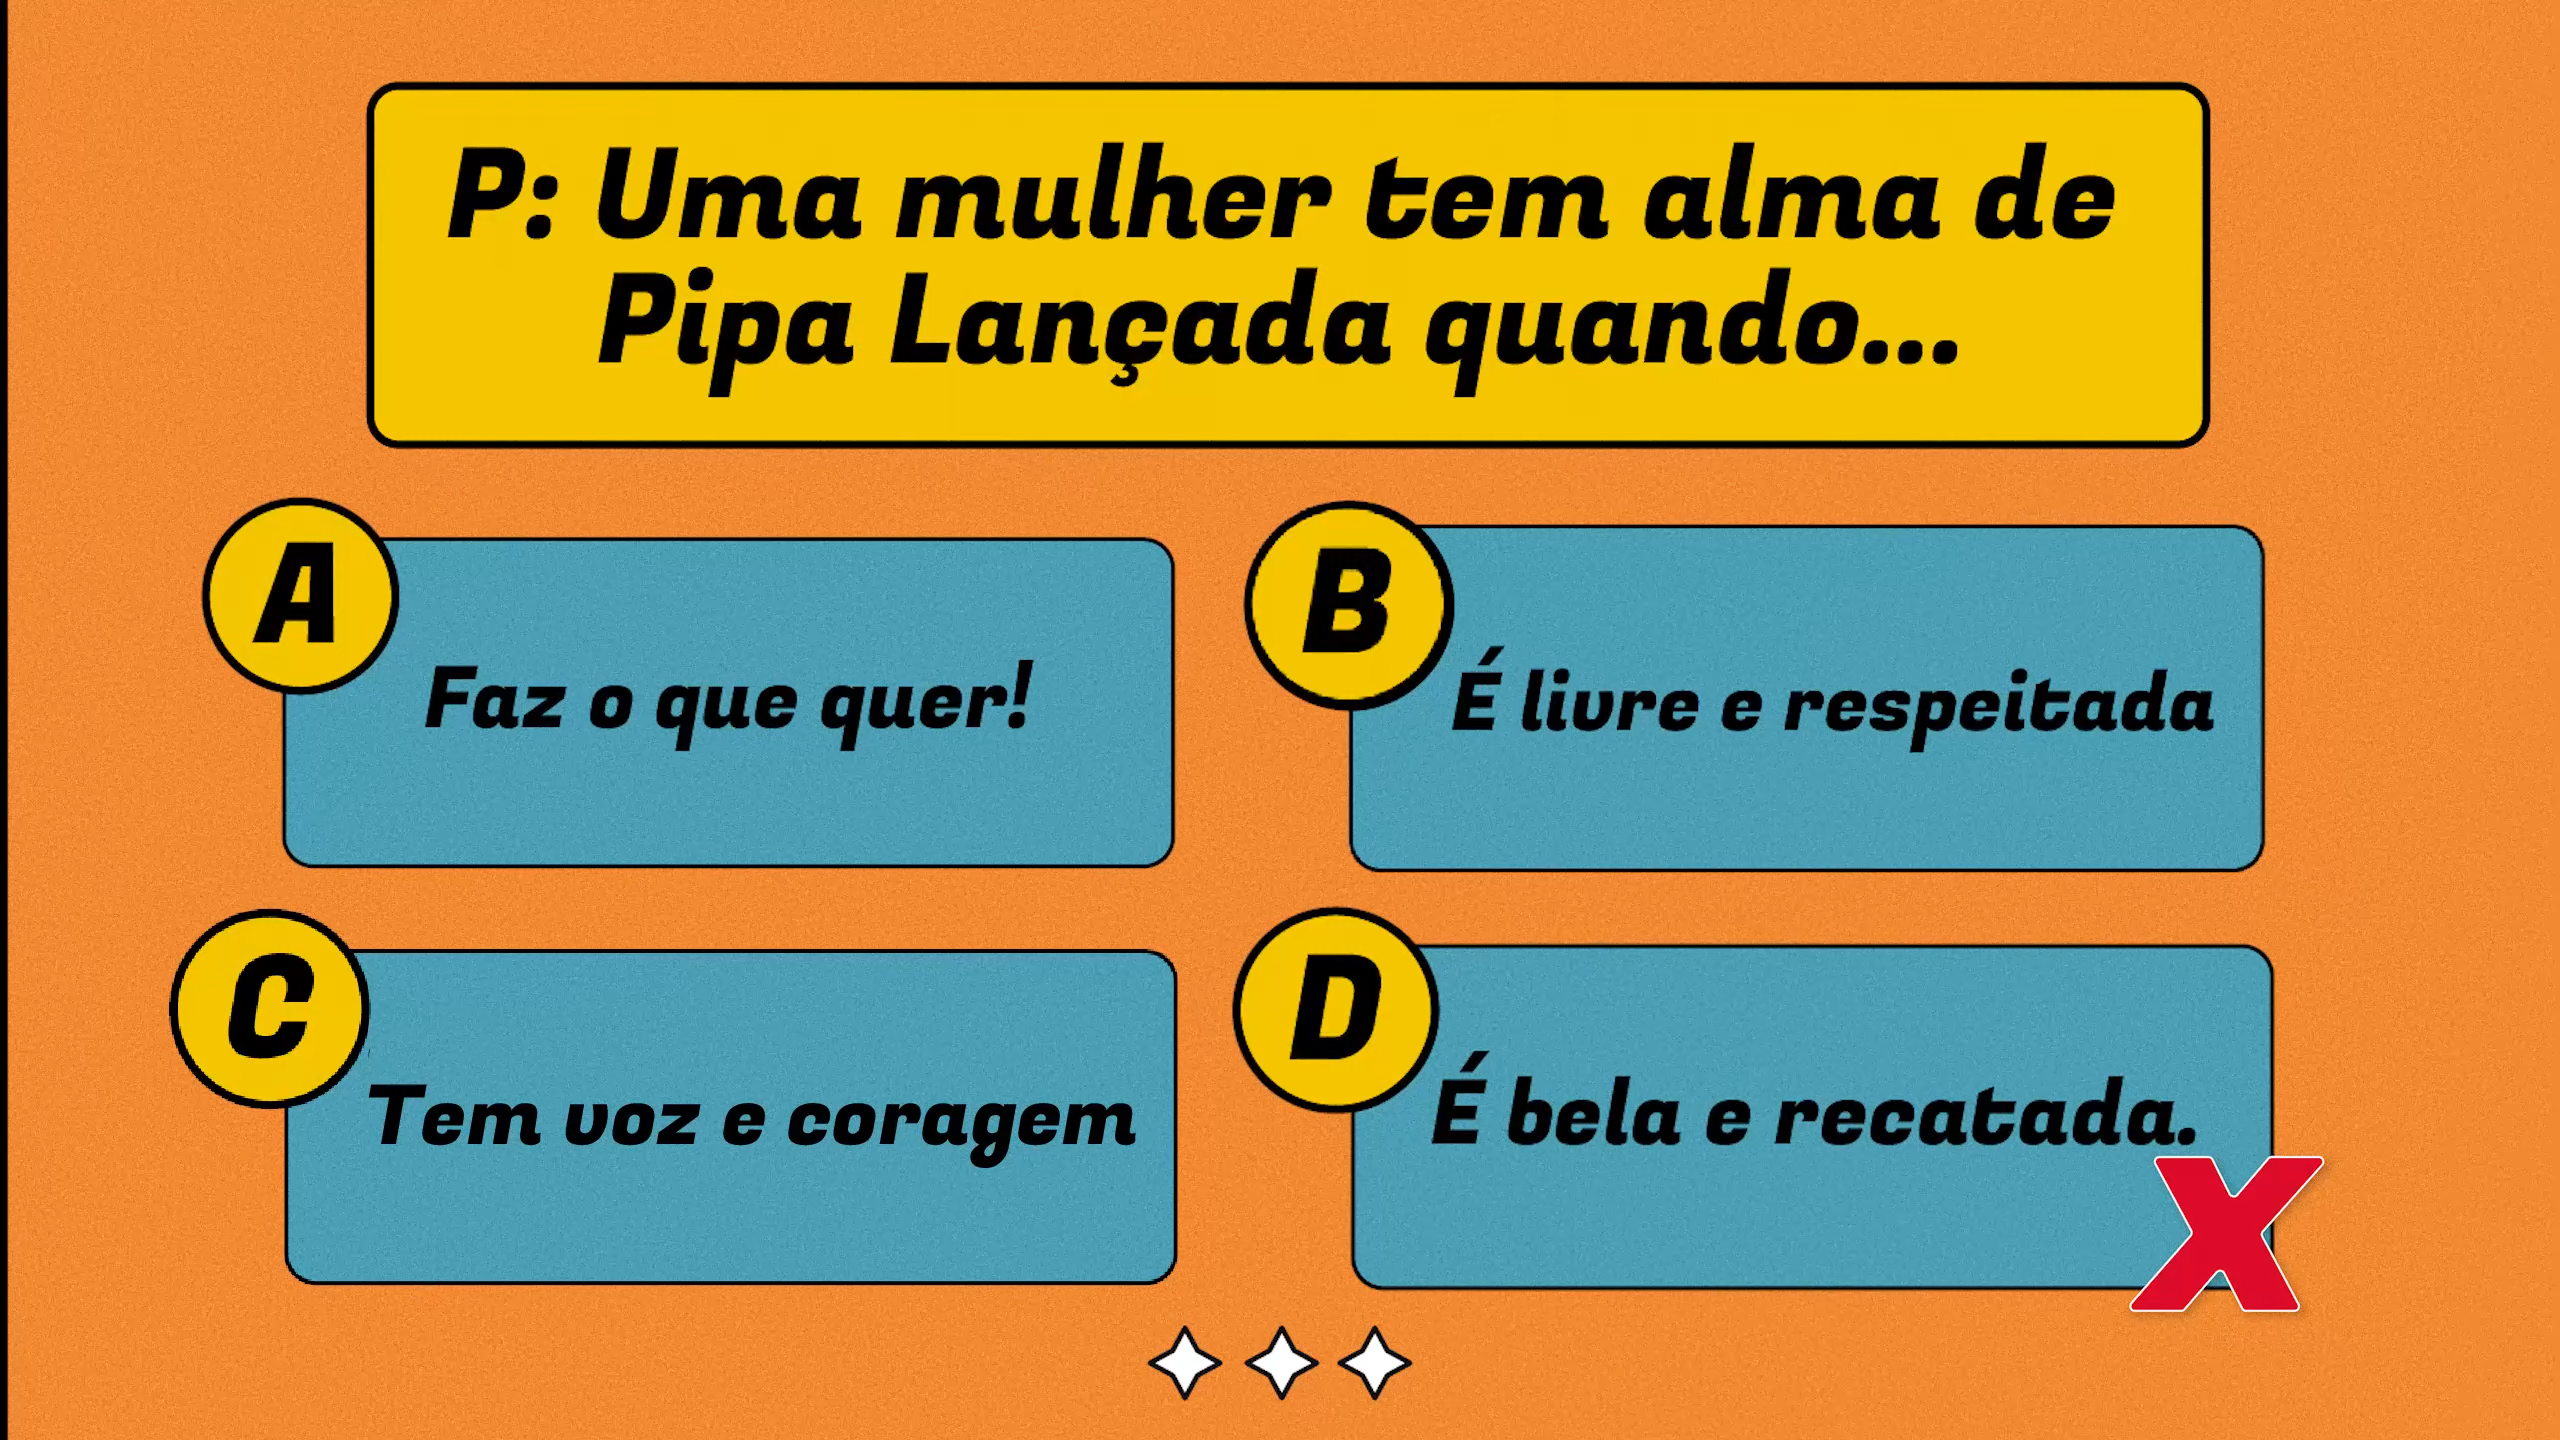 P: Uma mulher tem alma de
Pipa Lançada quando...
A
Faz o que quer!
B
É livre e respeitada
C
Tem voz e coragem
D
É bela e recatada.
X